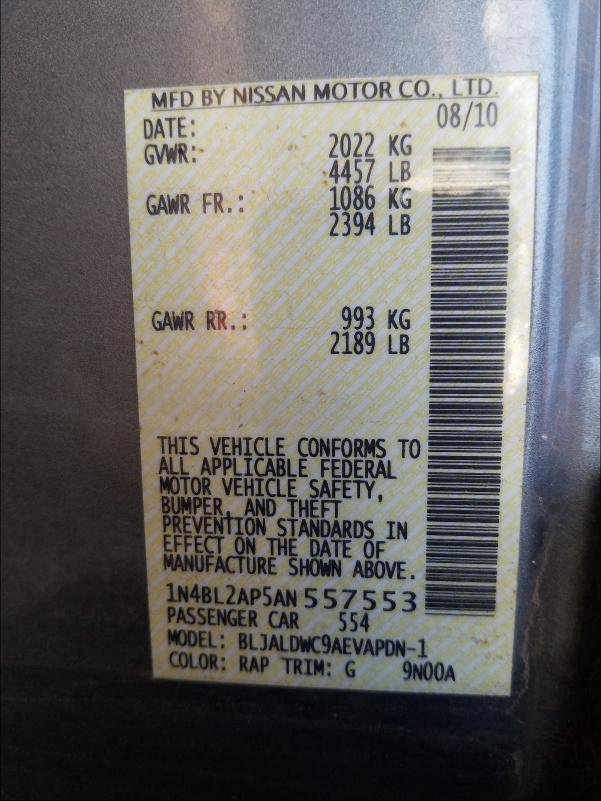 MFD BY NISSAN MOTOR CO., LTD.
DATE: 08/10
GVWR: 2022 KG
4457 LB
GAWR FR.: 1086 KG
2394 LB
GAWR RR.: 993 KG
2189 LB
THIS VEHICLE CONFORMS TO
ALL APPLICABLE FEDERAL
MOTOR VEHICLE SAFETY,
BUMPER, AND THEFT
PREVENTION STANDARDS IN
EFFECT ON THE DATE OF
MANUFACTURE SHOWN ABOVE.
1N4BL2AP5AN 557553
PASSENGER CAR 554
MODEL: BLJALDWC9AEVAPDN-1
COLOR: RAP TRIM: G 9N00A